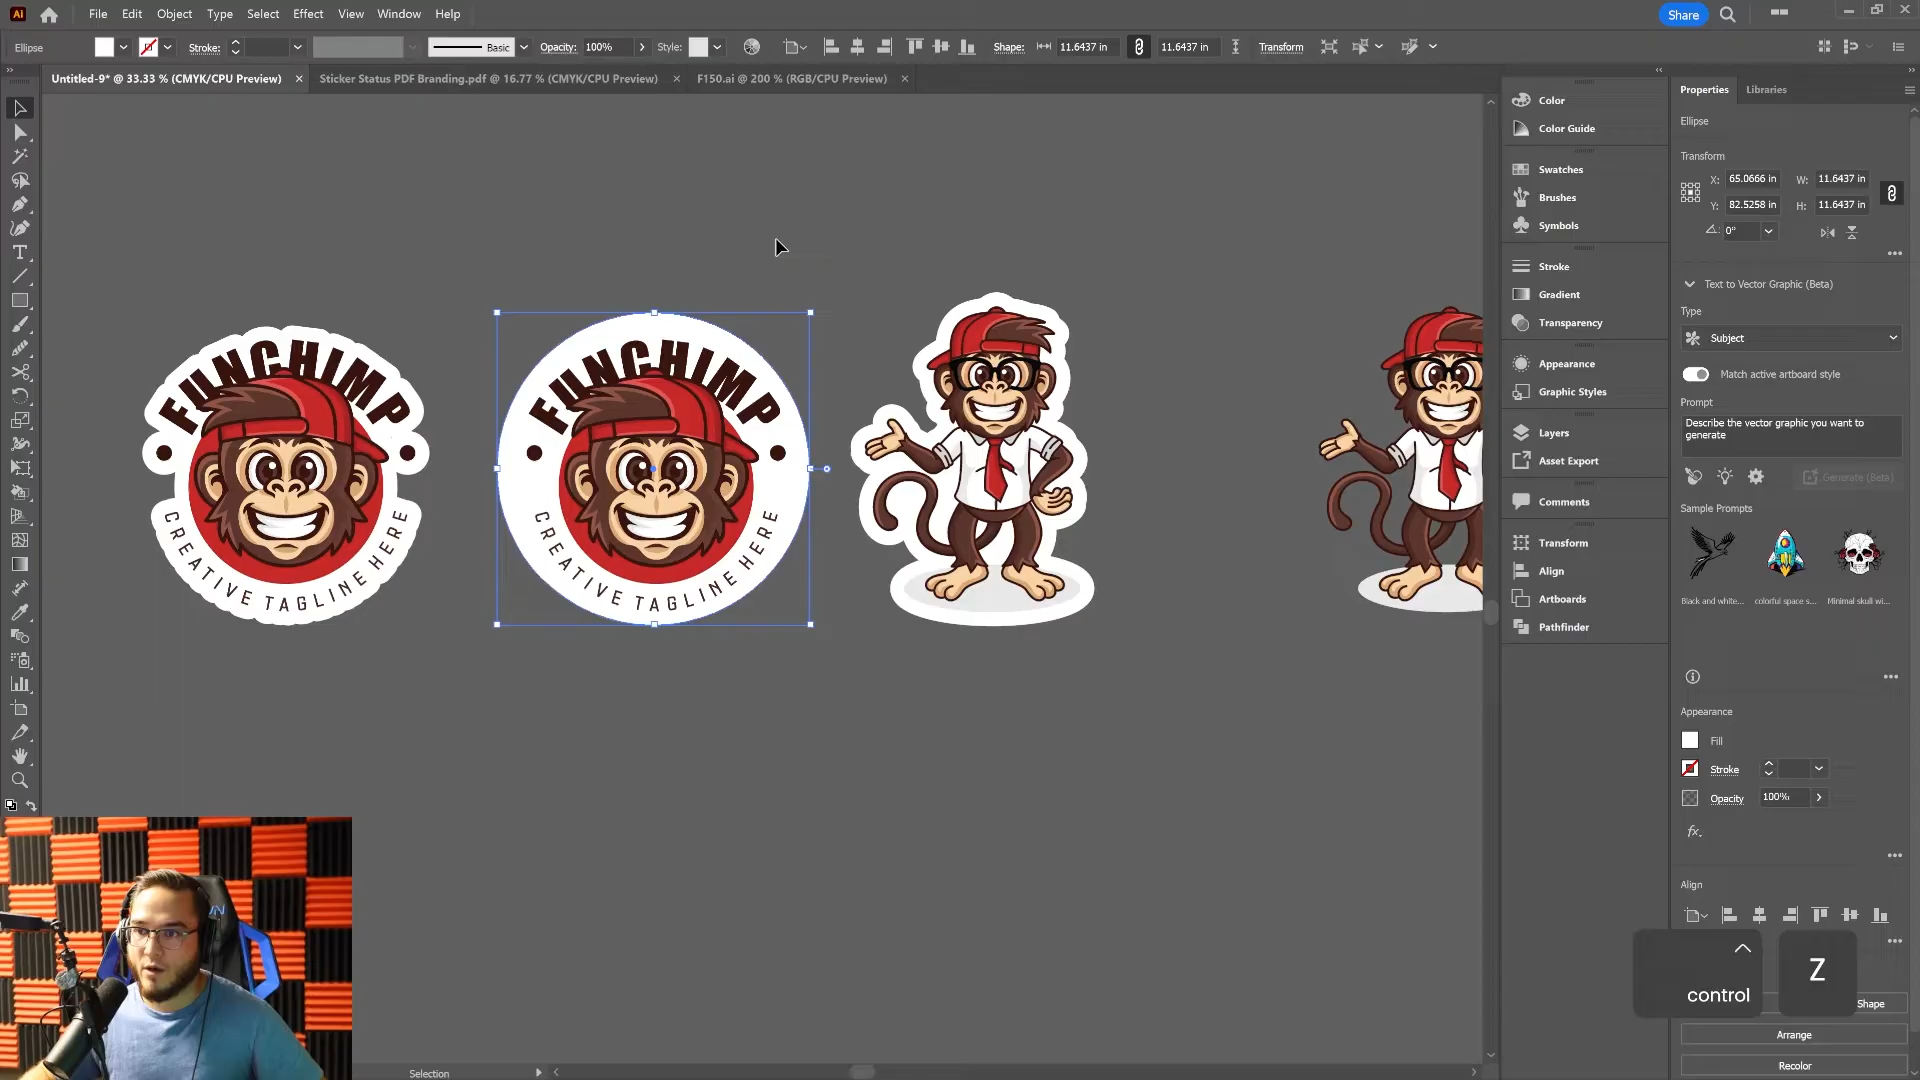 Ai File Edit Object Type Select Effect View Window Help Share
Ellipse Stroke: Basic Opacity: 100% Style: Shape: 11.6437 in 11.6437 in Transform
Untitled-9* @ 33.33 % (CMYK/CPU Preview) × Sticker Status PDF Branding.pdf @ 16.77 % (CMYK/CPU Preview) × F150.ai @ 200 % (RGB/CPU Preview) ×
FUNCHIMP
CREATIVE TAGLINE HERE
FUNCHIMP
CREATIVE TAGLINE HERE
Color
Color Guide
Swatches
Brushes
Symbols
Stroke
Gradient
Transparency
Appearance
Graphic Styles
Layers
Asset Export
Comments
Transform
Align
Artboards
Pathfinder
Properties Libraries
Ellipse
Transform
X: 65.0666 in W: 11.6437 in
Y: 82.5258 in H: 11.6437 in
0°
Text to Vector Graphic (Beta)
Type
Subject
Match active artboard style
Prompt
Describe the vector graphic you want to
generate
Generate (Beta)
Sample Prompts
Black and white... colorful space s... Minimal skull wi...
Appearance
Fill
Stroke
Opacity 100%
fx.
Align
control
Z
Shape
Arrange
Recolor
Selection